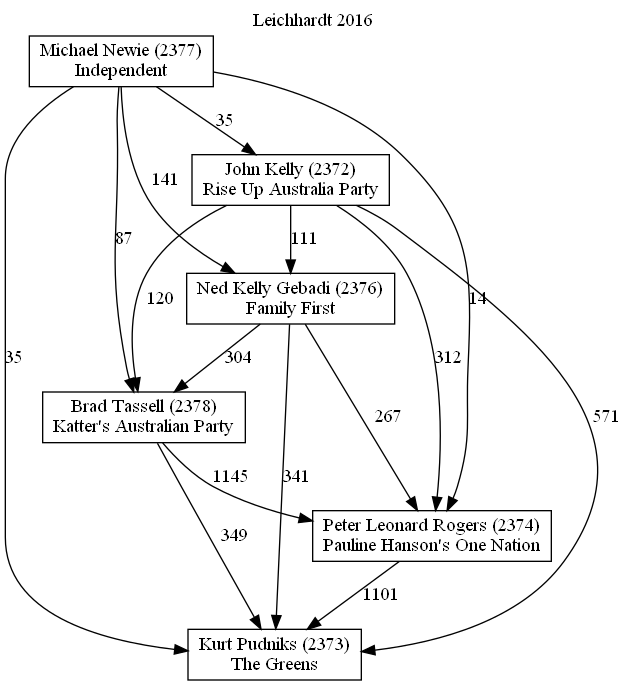 Leichhardt 2016
Michael Newie (2377)
Independent
35
John Kelly (2372)
Rise Up Australia Party
141
87
111
120
14
312
Ned Kelly Gebadi (2376)
Family First
35
304
267
571
Brad Tassell (2378)
Katter's Australian Party
1145
341
349
Peter Leonard Rogers (2374)
Pauline Hanson's One Nation
1101
Kurt Pudniks (2373)
The Greens